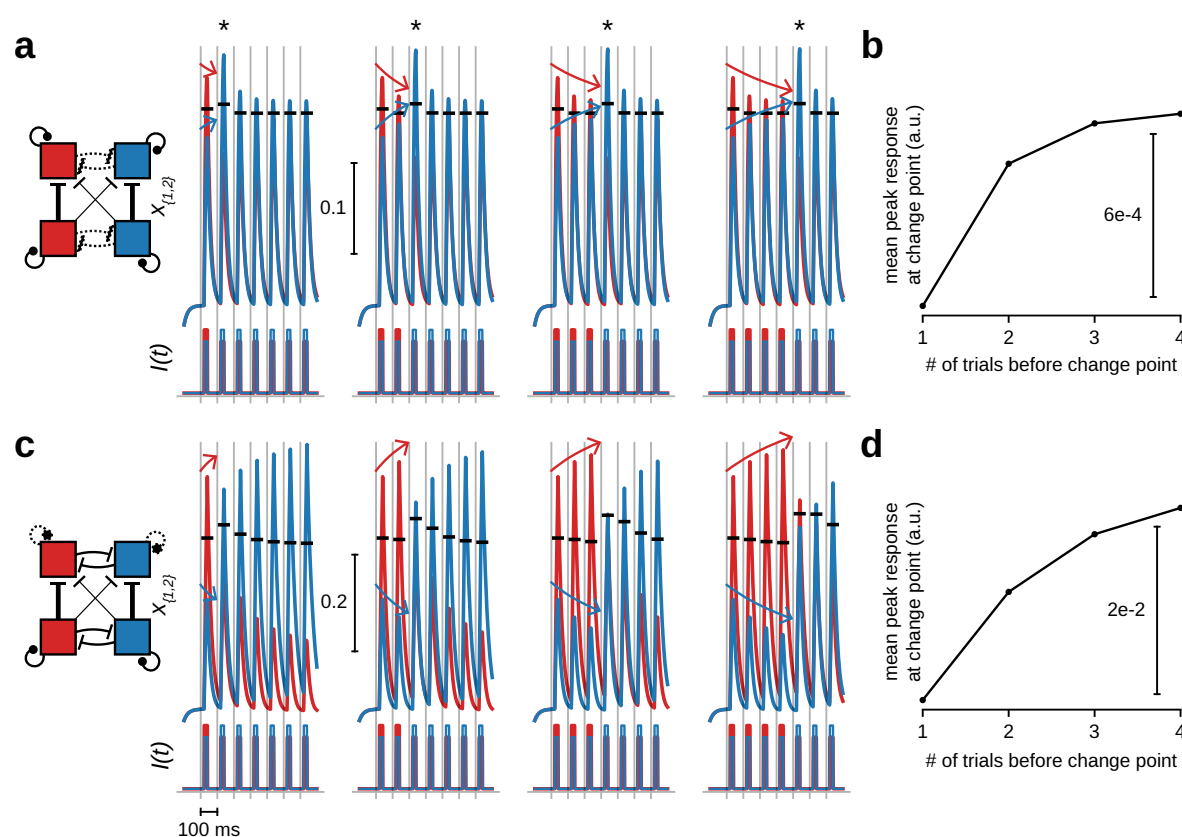 a
*
*
*
*
b
X{1,2}
0.1
I(t)
mean peak response
at change point (a.u.)
6e-4
1
2
3
4
# of trials before change point
c
d
X{1,2}
0.2
I(t)
100 ms
mean peak response
at change point (a.u.)
2e-2
1
2
3
4
# of trials before change point